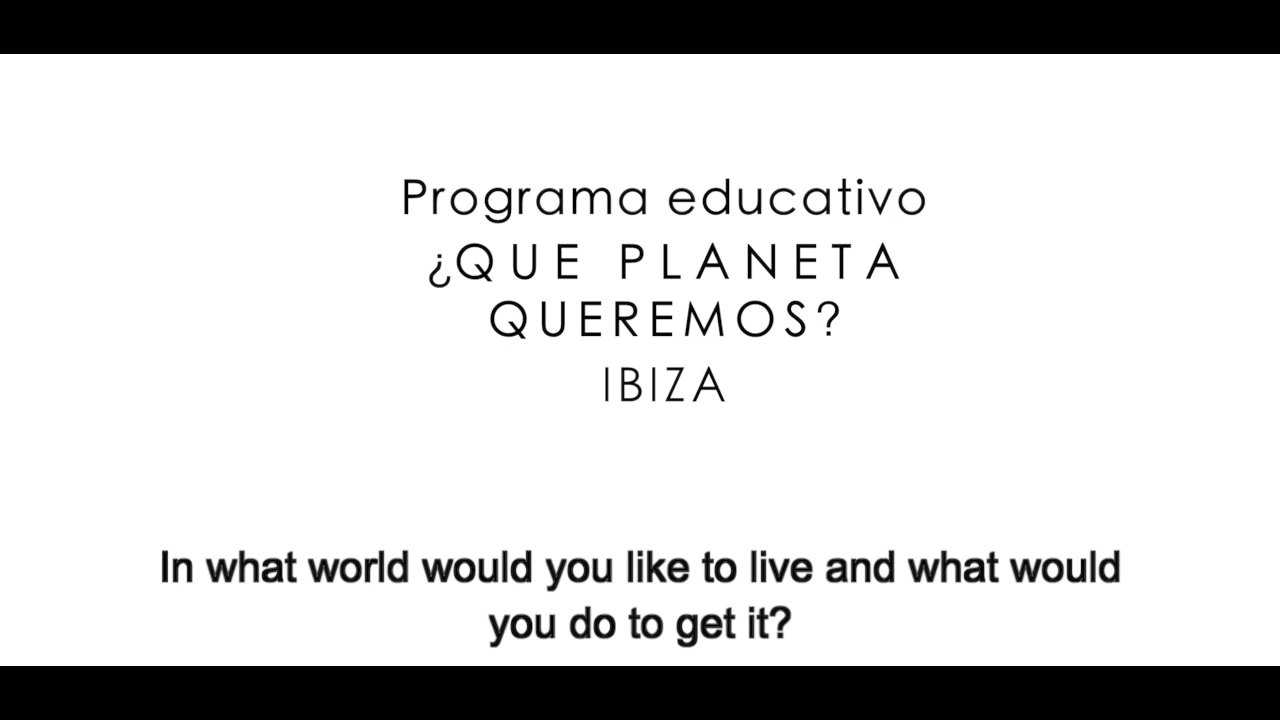 Programa educativo
¿QUE PLANETA
QUEREMOS?
IBIZA
In what world would you like to live and what would
you do to get it?